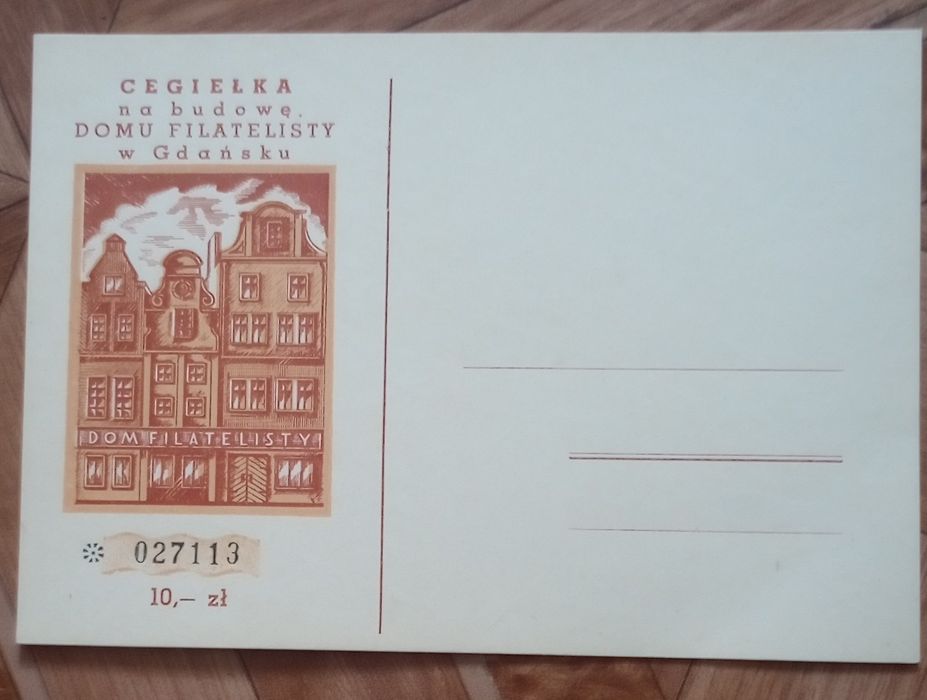 CEGIEŁKA
na budowę
DOMU FILATELISTY
w Gdańsku
DOM FILATELISTY
027113
10,— zł